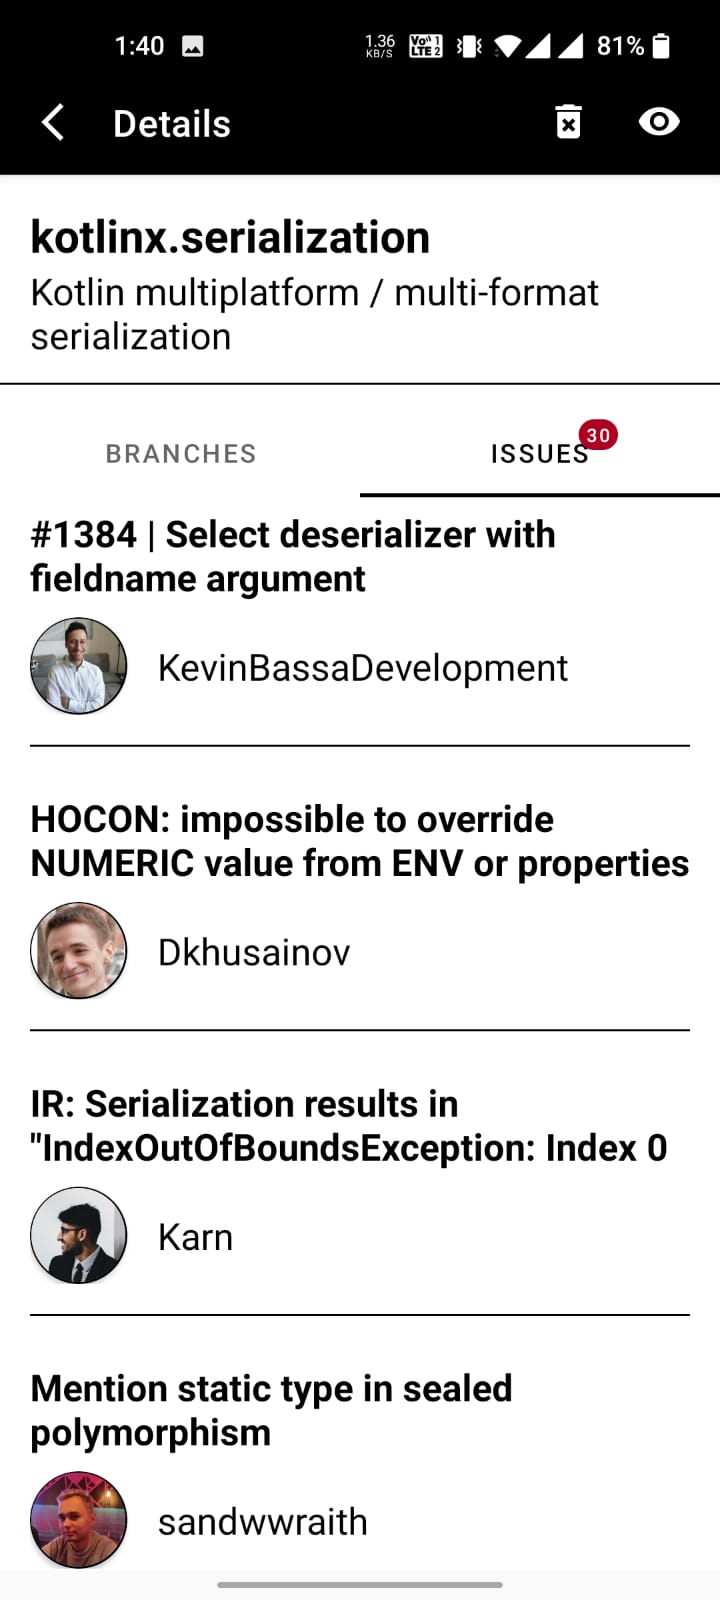 1:40
1.36
KB/S
Vo)) 1
LTE 2
81%
Details
kotlinx.serialization
Kotlin multiplatform / multi-format
serialization
BRANCHES
ISSUES
30
#1384 | Select deserializer with
fieldname argument
KevinBassaDevelopment
HOCON: impossible to override
NUMERIC value from ENV or properties
Dkhusainov
IR: Serialization results in
"IndexOutOfBoundsException: Index 0
Karn
Mention static type in sealed
polymorphism
sandwwraith